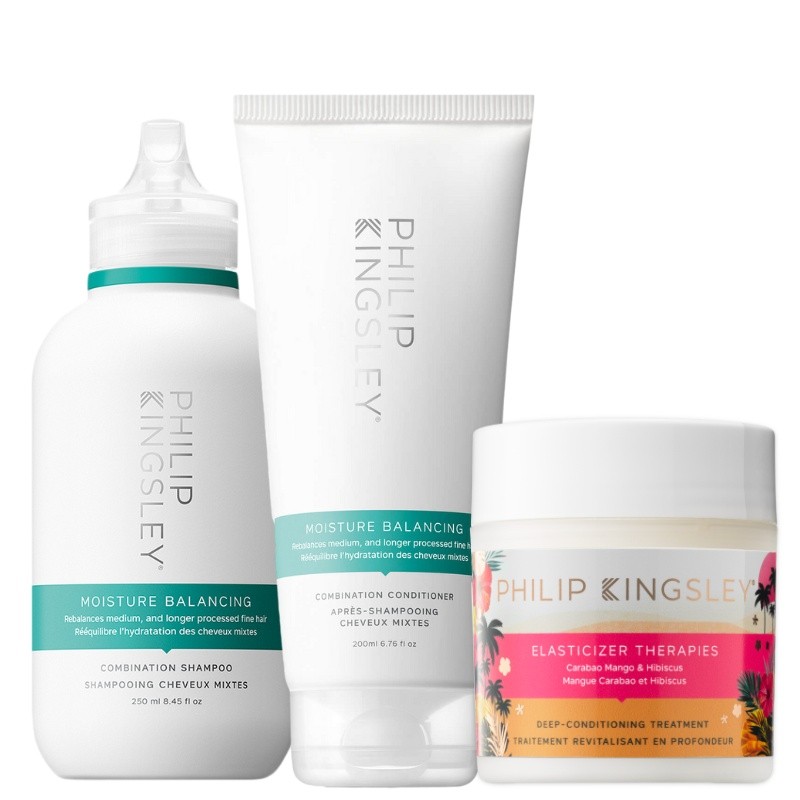 PHILIP
KINGSLEY®
MOISTURE BALANCING
Rebalances medium, and longer processed fine hair
Rééquilibre l'hydratation des cheveux mixtes
COMBINATION SHAMPOO
SHAMPOOING CHEVEUX MIXTES
250 ml 8.45 fl oz
PHILIP
KINGSLEY®
MOISTURE BALANCING
Rebalances medium, and longer processed fine
Rééquilibre l'hydratation des cheveux mixtes
COMBINATION CONDITIONER
APRÈS-SHAMPOOING
CHEVEUX MIXTES
200ml 6.76 fl oz
PHILIP KINGSLEY®
ELASTICIZER THERAPIES
Carabao Mango & Hibiscus
Mangue Carabao et Hibiscus
DEEP-CONDITIONING TREATMENT
TRAITEMENT REVITALISANT EN PROFONDEUR